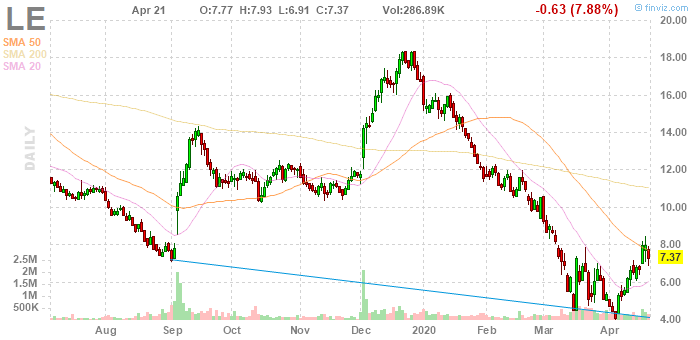 LE Apr 21 O:7.77 H:7.93 L:6.91 C:7.37 Vol:286.89K -0.63 (7.88%) © finviz.com
SMA 50
SMA 200
SMA 20
DAILY
20.00
18.00
16.00
14.00
12.00
10.00
8.00
7.37
6.00
4.00
2.5M
2M
1.5M
1M
500K
Aug Sep Oct Nov Dec 2020 Feb Mar Apr